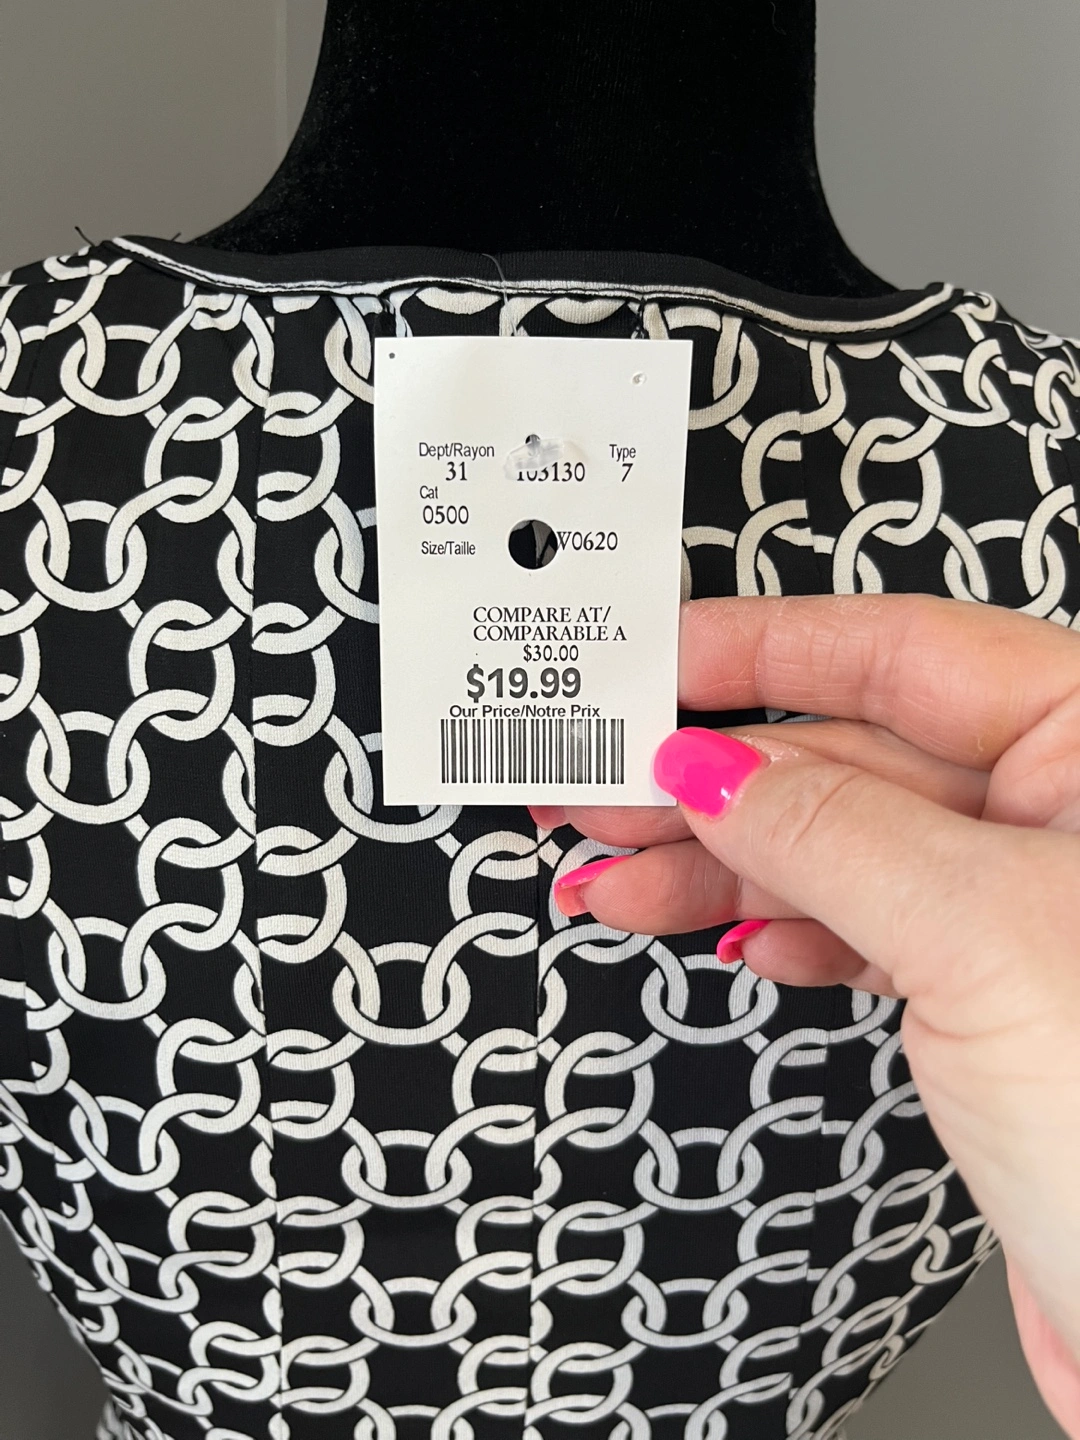 Dept/Rayon Type
31 7
Cat
0500
Size/Taille
COMPARE AT/
COMPARABLE A
$30.00
$19.99
Our Price/Notre Prix